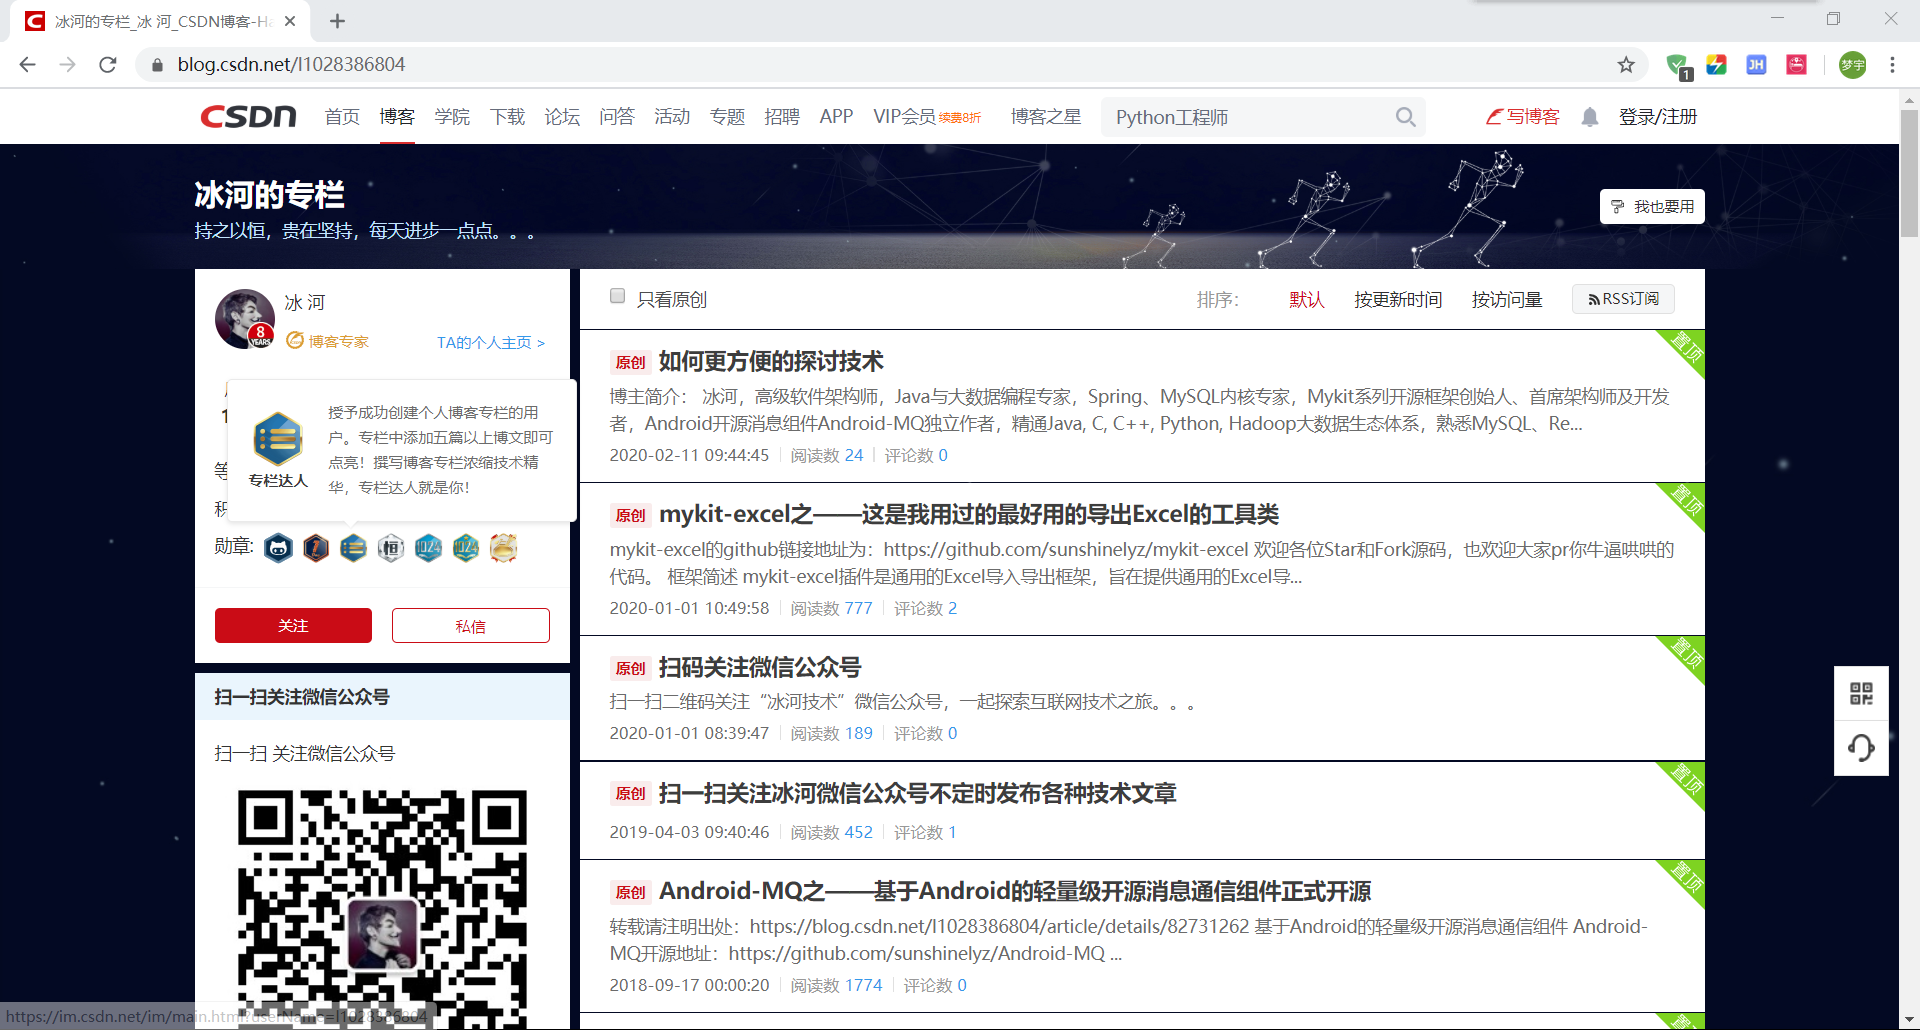 冰河的专栏_冰 河_CSDN博客-Ha
blog.csdn.net/l1028386804
1
JH
梦宇
CSDN 首页 博客 学院 下载 论坛 问答 活动 专题 招聘 APP VIP会员 续费8折 博客之星 Python工程师 写博客 登录/注册
冰河的专栏
持之以恒，贵在坚持，每天进步一点点。。。
我也要用
冰 河
8 YEARS
博客专家
TA的个人主页 >
授予成功创建个人博客专栏的用
户。专栏中添加五篇以上博文即可
点亮！撰写博客专栏浓缩技术精
华，专栏达人就是你！
专栏达人
等
积
勋章:
恒
1024
1024
关注
私信
扫一扫关注微信公众号
扫一扫 关注微信公众号
https://im.csdn.net/im/main.html?userName=l1028386804
只看原创
排序： 默认 按更新时间 按访问量 RSS订阅
置顶
原创 如何更方便的探讨技术
博主简介： 冰河，高级软件架构师，Java与大数据编程专家，Spring、MySQL内核专家，Mykit系列开源框架创始人、首席架构师及开发
者，Android开源消息组件Android-MQ独立作者，精通Java, C, C++, Python, Hadoop大数据生态体系，熟悉MySQL、Re...
2020-02-11 09:44:45 阅读数 24 评论数 0
置顶
原创 mykit-excel之——这是我用过的最好用的导出Excel的工具类
mykit-excel的github链接地址为：https://github.com/sunshinelyz/mykit-excel 欢迎各位Star和Fork源码，也欢迎大家pr你牛逼哄哄的
代码。 框架简述 mykit-excel插件是通用的Excel导入导出框架，旨在提供通用的Excel导...
2020-01-01 10:49:58 阅读数 777 评论数 2
置顶
原创 扫码关注微信公众号
扫一扫二维码关注“冰河技术”微信公众号，一起探索互联网技术之旅。。。
2020-01-01 08:39:47 阅读数 189 评论数 0
置顶
原创 扫一扫关注冰河微信公众号不定时发布各种技术文章
2019-04-03 09:40:46 阅读数 452 评论数 1
置顶
原创 Android-MQ之——基于Android的轻量级开源消息通信组件正式开源
转载请注明出处：https://blog.csdn.net/l1028386804/article/details/82731262 基于Android的轻量级开源消息通信组件 Android-
MQ开源地址：https://github.com/sunshinelyz/Android-MQ ...
2018-09-17 00:00:20 阅读数 1774 评论数 0
置顶